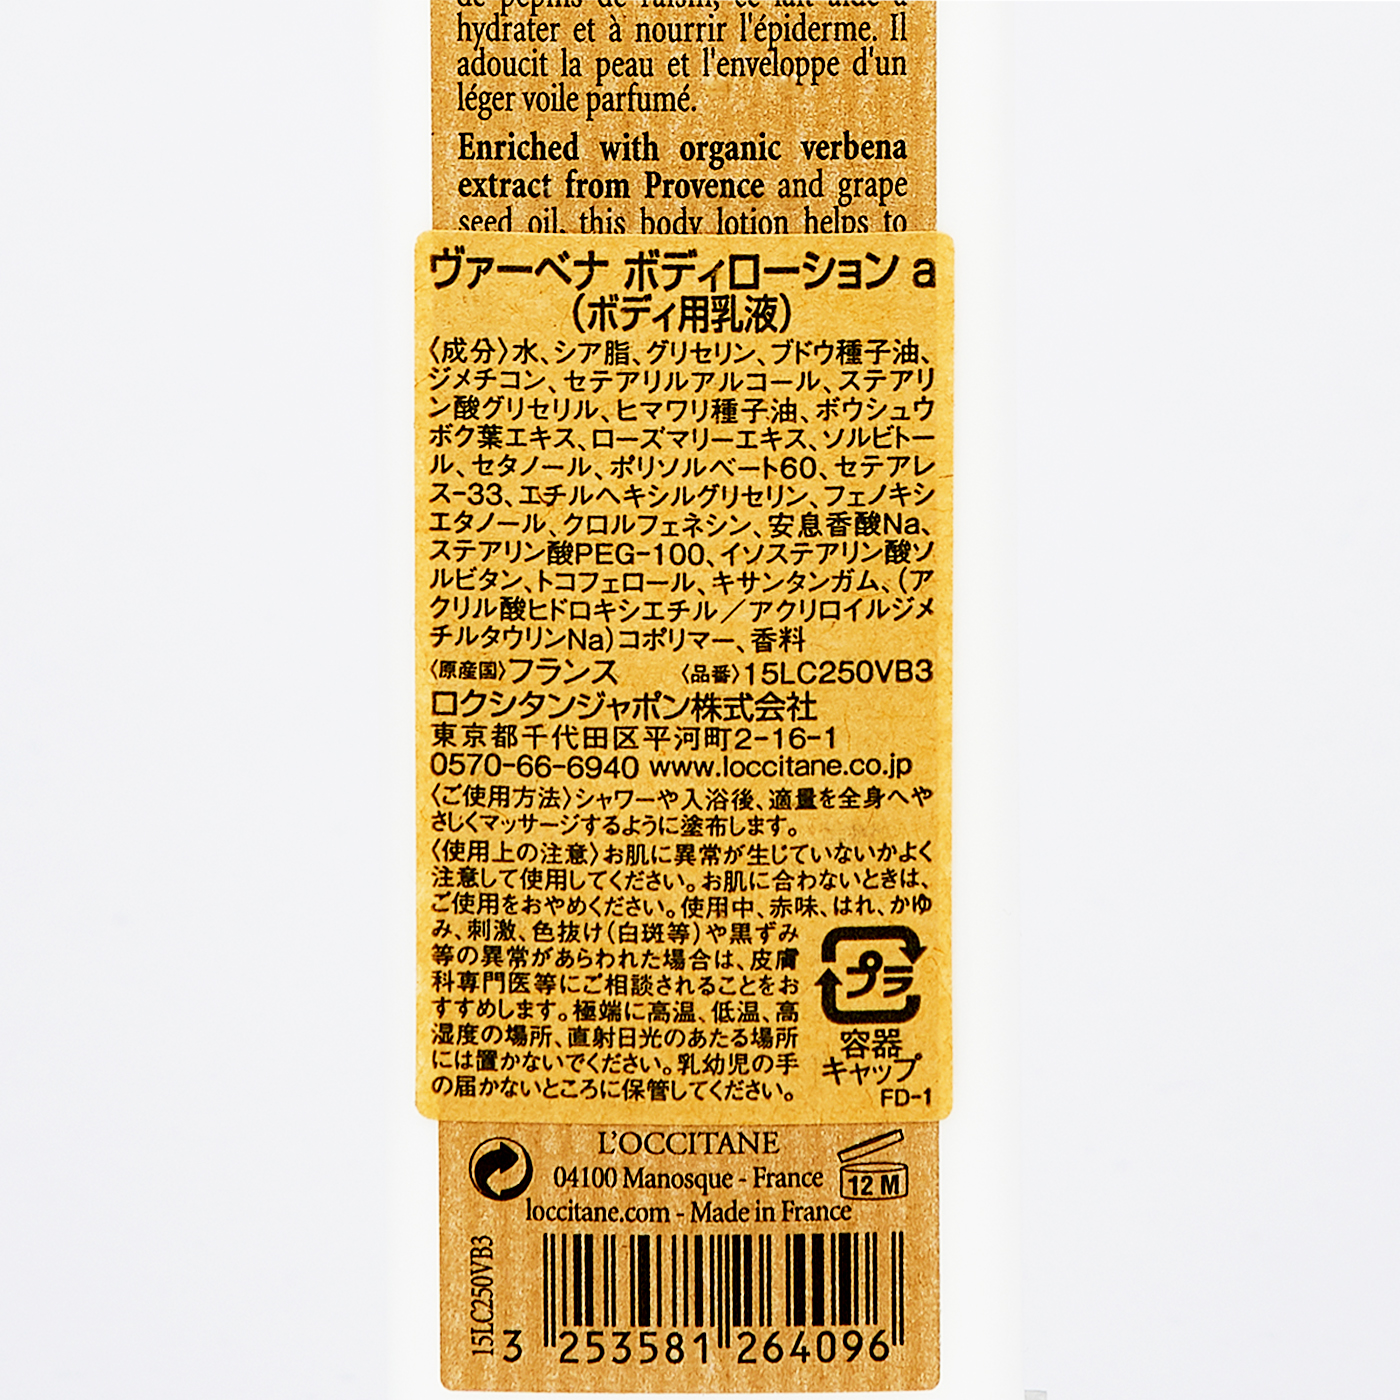 de pépins de raisin, ce lait aide à
hydrater et à nourrir l'épiderme. Il
adoucit la peau et l'enveloppe d'un
léger voile parfumé.
Enriched with organic verbena
extract from Provence and grape
seed oil, this body lotion helps to
ヴァーベナ ボディローション a
(ボディ用乳液)
〈成分〉水、シア脂、グリセリン、ブドウ種子油、
ジメチコン、セテアリルアルコール、ステアリ
ン酸グリセリル、ヒマワリ種子油、ボウシュウ
ボク葉エキス、ローズマリーエキス、ソルビトー
ル、セタノール、ポリソルベート60、セテアレ
ス-33、エチルヘキシルグリセリン、フェノキシ
エタノール、クロルフェネシン、安息香酸Na、
ステアリン酸PEG-100、イソステアリン酸ソ
ルビタン、トコフェロール、キサンタンガム、(ア
クリル酸ヒドロキシエチル／アクリロイルジメ
チルタウリンNa)コポリマー、香料
〈原産国〉フランス 〈品番〉15LC250VB3
ロクシタンジャポン株式会社
東京都千代田区平河町2-16-1
0570-66-6940 www.loccitane.co.jp
〈ご使用方法〉シャワーや入浴後、適量を全身へや
さしくマッサージするように塗布します。
〈使用上の注意〉お肌に異常が生じていないかよく
注意して使用してください。お肌に合わないときは、
ご使用をおやめください。使用中、赤味、はれ、かゆ
み、刺激、色抜け(白斑等)や黒ずみ
等の異常があらわれた場合は、皮膚
科専門医等にご相談されることをお
すすめします。極端に高温、低温、高
湿度の場所、直射日光のあたる場所
には置かないでください。乳幼児の手
の届かないところに保管してください。
プラ
容器
キャップ
FD-1
L'OCCITANE
04100 Manosque - France
loccitane.com - Made in France
12 M
15LC250VB3
3 253581 264096